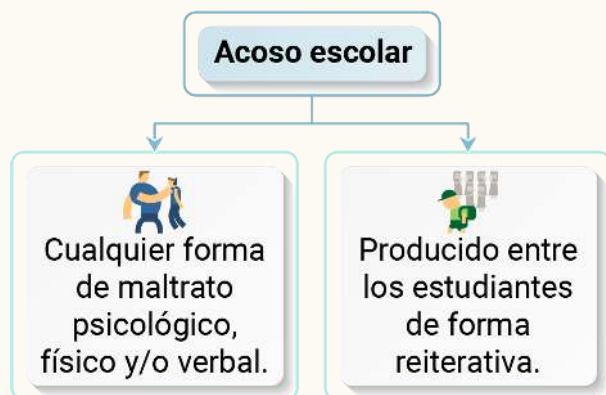 Acoso escolar
Cualquier forma
de maltrato
psicológico,
físico y/o verbal.
Producido entre
los estudiantes
de forma
reiterativa.